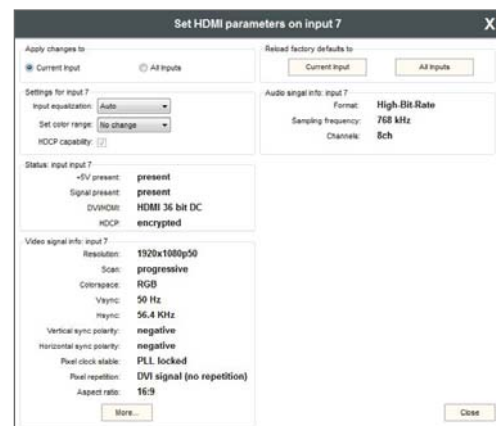 Set HDMI parameters on input 7 X
Apply changes to
Current input All inputs
Reload factory defaults to
Current input All inputs
Settings for input 7
Input equalization: Auto
Set color range: No change
HDCP capability:
Audio singal info: input 7
Format: High-Bit-Rate
Sampling frequency: 768 kHz
Channels: 8ch
Status: input input 7
+5V present: present
Signal present: present
DVI/HDMI: HDMI 36 bit DC
HDCP: encrypted
Video signal info: input 7
Resolution: 1920x1080p50
Scan: progressive
Colorspace: RGB
Vsync: 50 Hz
Hsync: 56.4 KHz
Vertical sync polarity: negative
Horizontal sync polarity: negative
Pixel clock stable: PLL locked
Pixel repetition: DVI signal (no repetition)
Aspect ratio: 16:9
More...
Close